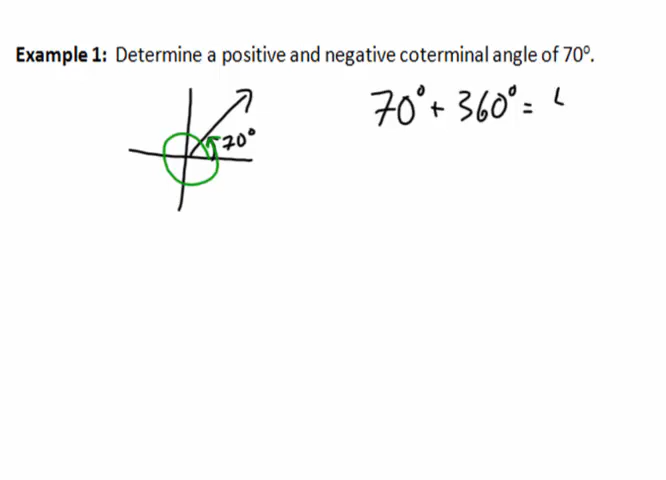 Example 1: Determine a positive and negative coterminal angle of 70°.
70° + 360° =
70°